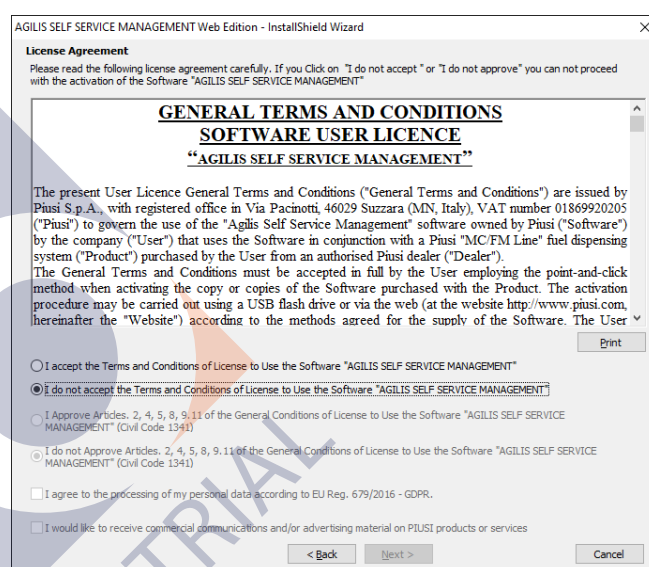 AGILIS SELF SERVICE MANAGEMENT Web Edition - InstallShield Wizard
License Agreement
Please read the following license agreement carefully. If you Click on "I do not accept " or "I do not approve" you can not proceed
with the activation of the Software "AGILIS SELF SERVICE MANAGEMENT"
GENERAL TERMS AND CONDITIONS
SOFTWARE USER LICENCE
“AGILIS SELF SERVICE MANAGEMENT”
The present User Licence General Terms and Conditions ("General Terms and Conditions") are issued by
Piusi S.p.A., with registered office in Via Pacinotti, 46029 Suzzara (MN, Italy), VAT number 01869920205
("Piusi") to govern the use of the "Agilis Self Service Management" software owned by Piusi ("Software")
by the company ("User") that uses the Software in conjunction with a Piusi "MC/FM Line" fuel dispensing
system ("Product") purchased by the User from an authorised Piusi dealer ("Dealer").
The General Terms and Conditions must be accepted in full by the User employing the point-and-click
method when activating the copy or copies of the Software purchased with the Product. The activation
procedure may be carried out using a USB flash drive or via the web (at the website http://www.piusi.com,
hereinafter the "Website") according to the methods agreed for the supply of the Software. The User
Print
I accept the Terms and Conditions of License to Use the Software "AGILIS SELF SERVICE MANAGEMENT"
I do not accept the Terms and Conditions of License to Use the Software "AGILIS SELF SERVICE MANAGEMENT"
I Approve Articles. 2, 4, 5, 8, 9.11 of the General Conditions of License to Use the Software "AGILIS SELF SERVICE
MANAGEMENT" (Civil Code 1341)
I do not Approve Articles. 2, 4, 5, 8, 9.11 of the General Conditions of License to Use the Software "AGILIS SELF SERVICE
MANAGEMENT" (Civil Code 1341)
I agree to the processing of my personal data according to EU Reg. 679/2016 - GDPR.
I would like to receive commercial communications and/or advertising material on PIUSI products or services
< Back Next > Cancel
TRIAL